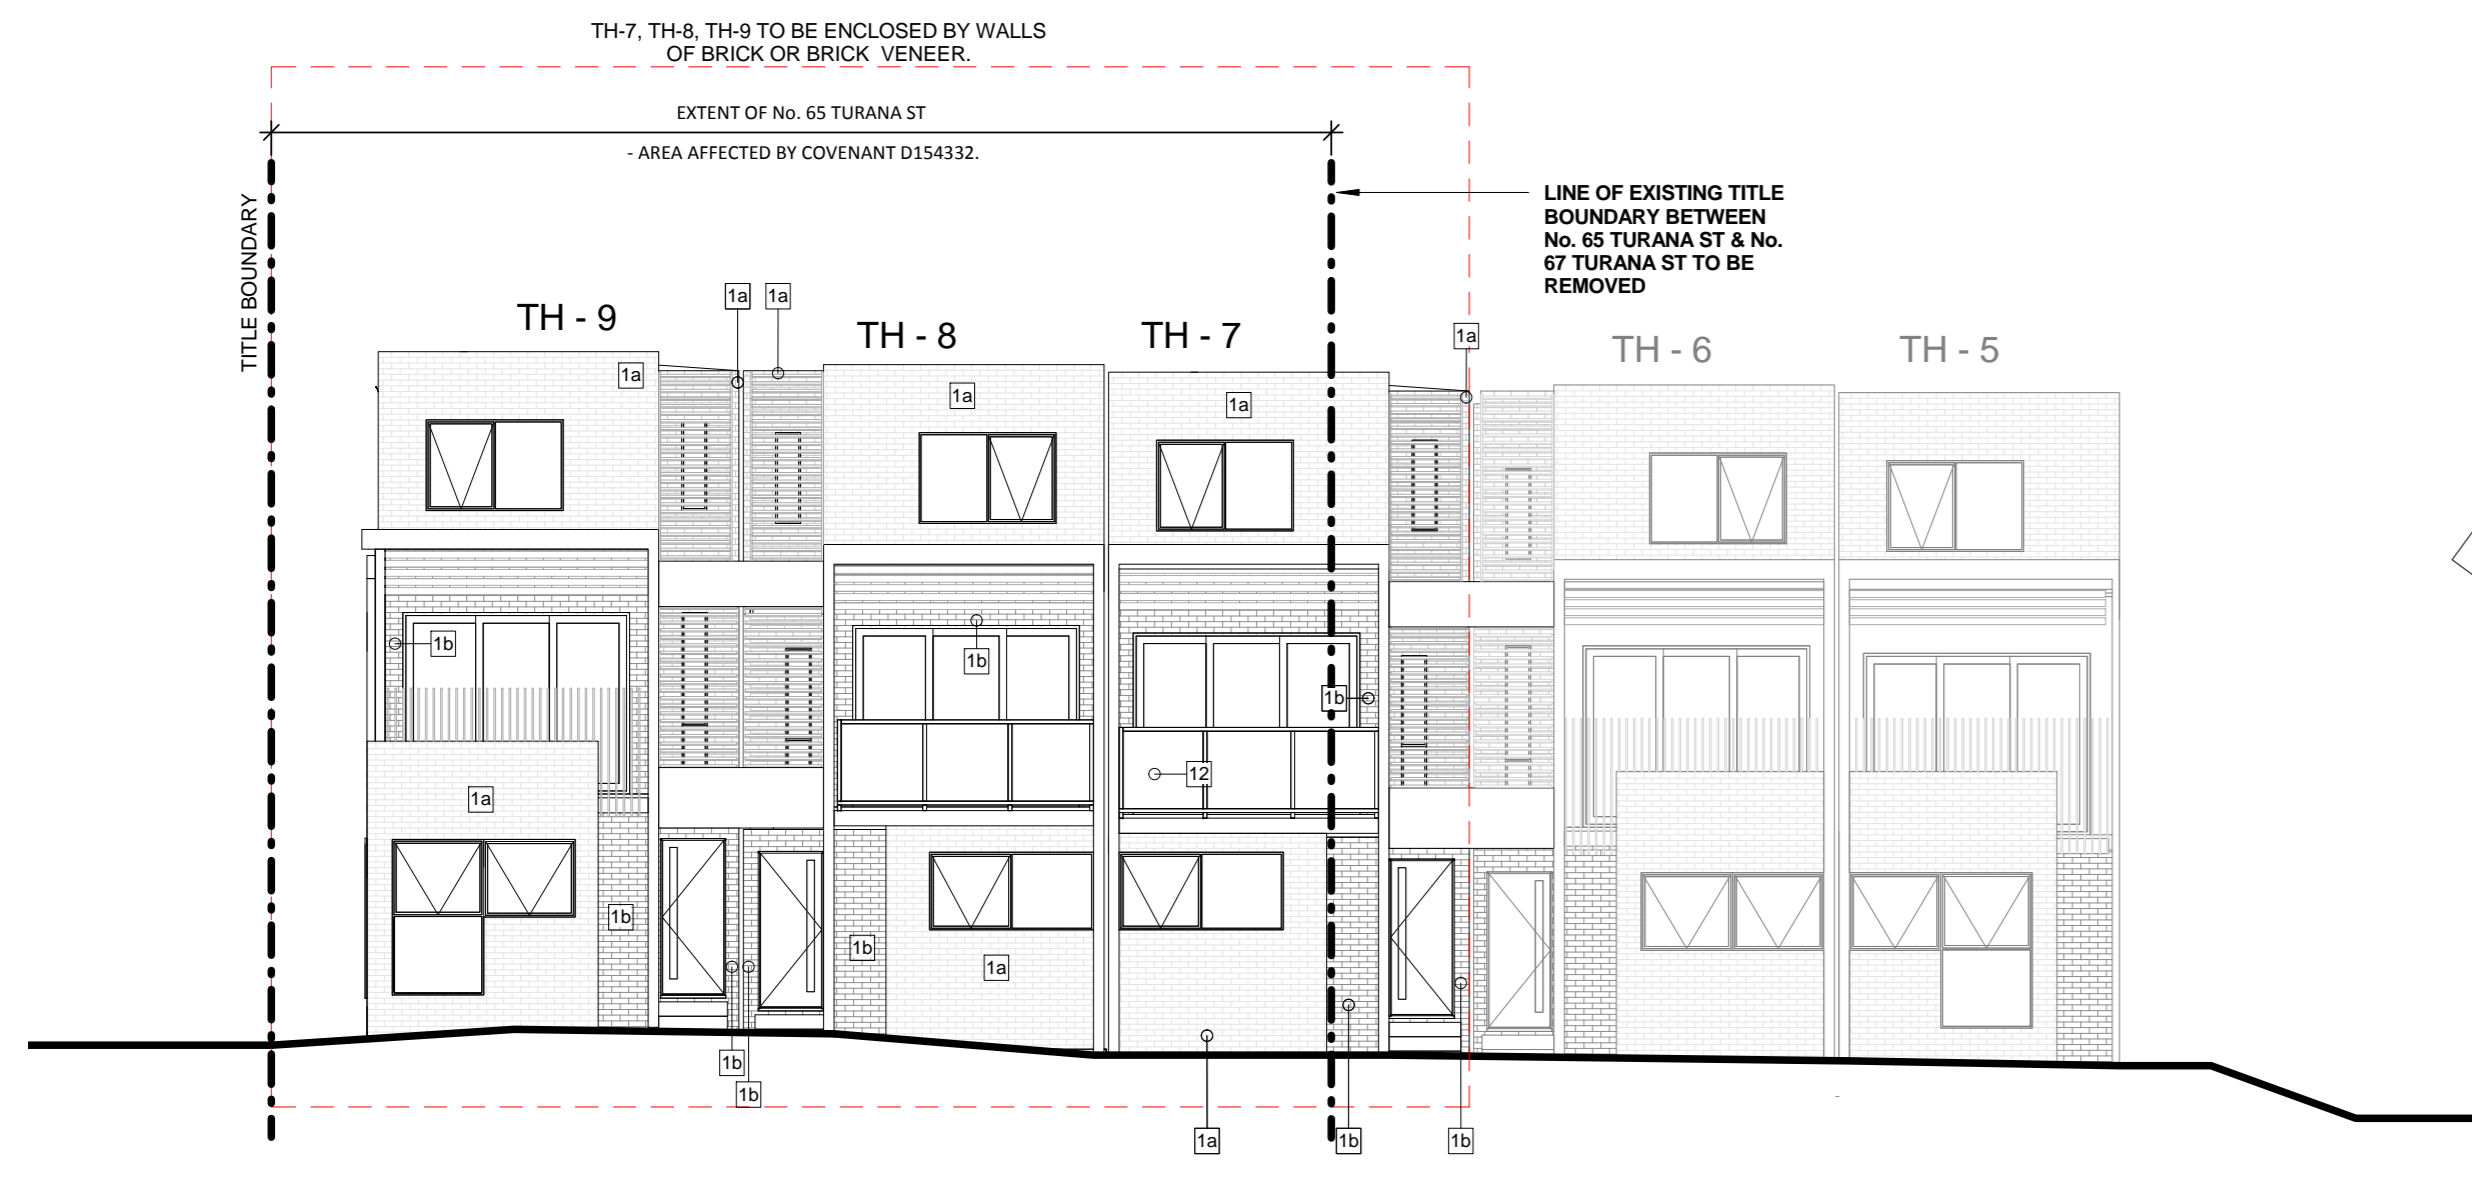 TH-7, TH-8, TH-9 TO BE ENCLOSED BY WALLS
OF BRICK OR BRICK VENEER.
EXTENT OF No. 65 TURANA ST
- AREA AFFECTED BY COVENANT D154332.
TITLE BOUNDARY
LINE OF EXISTING TITLE
BOUNDARY BETWEEN
No. 65 TURANA ST & No.
67 TURANA ST TO BE
REMOVED
TH - 9
TH - 8
TH - 7
TH - 6
TH - 5
1a
1a
1a
1a
1a
1a
1b
1b
1b
12
1a
1b
1b
1a
1b
1b
1a
1b
1b